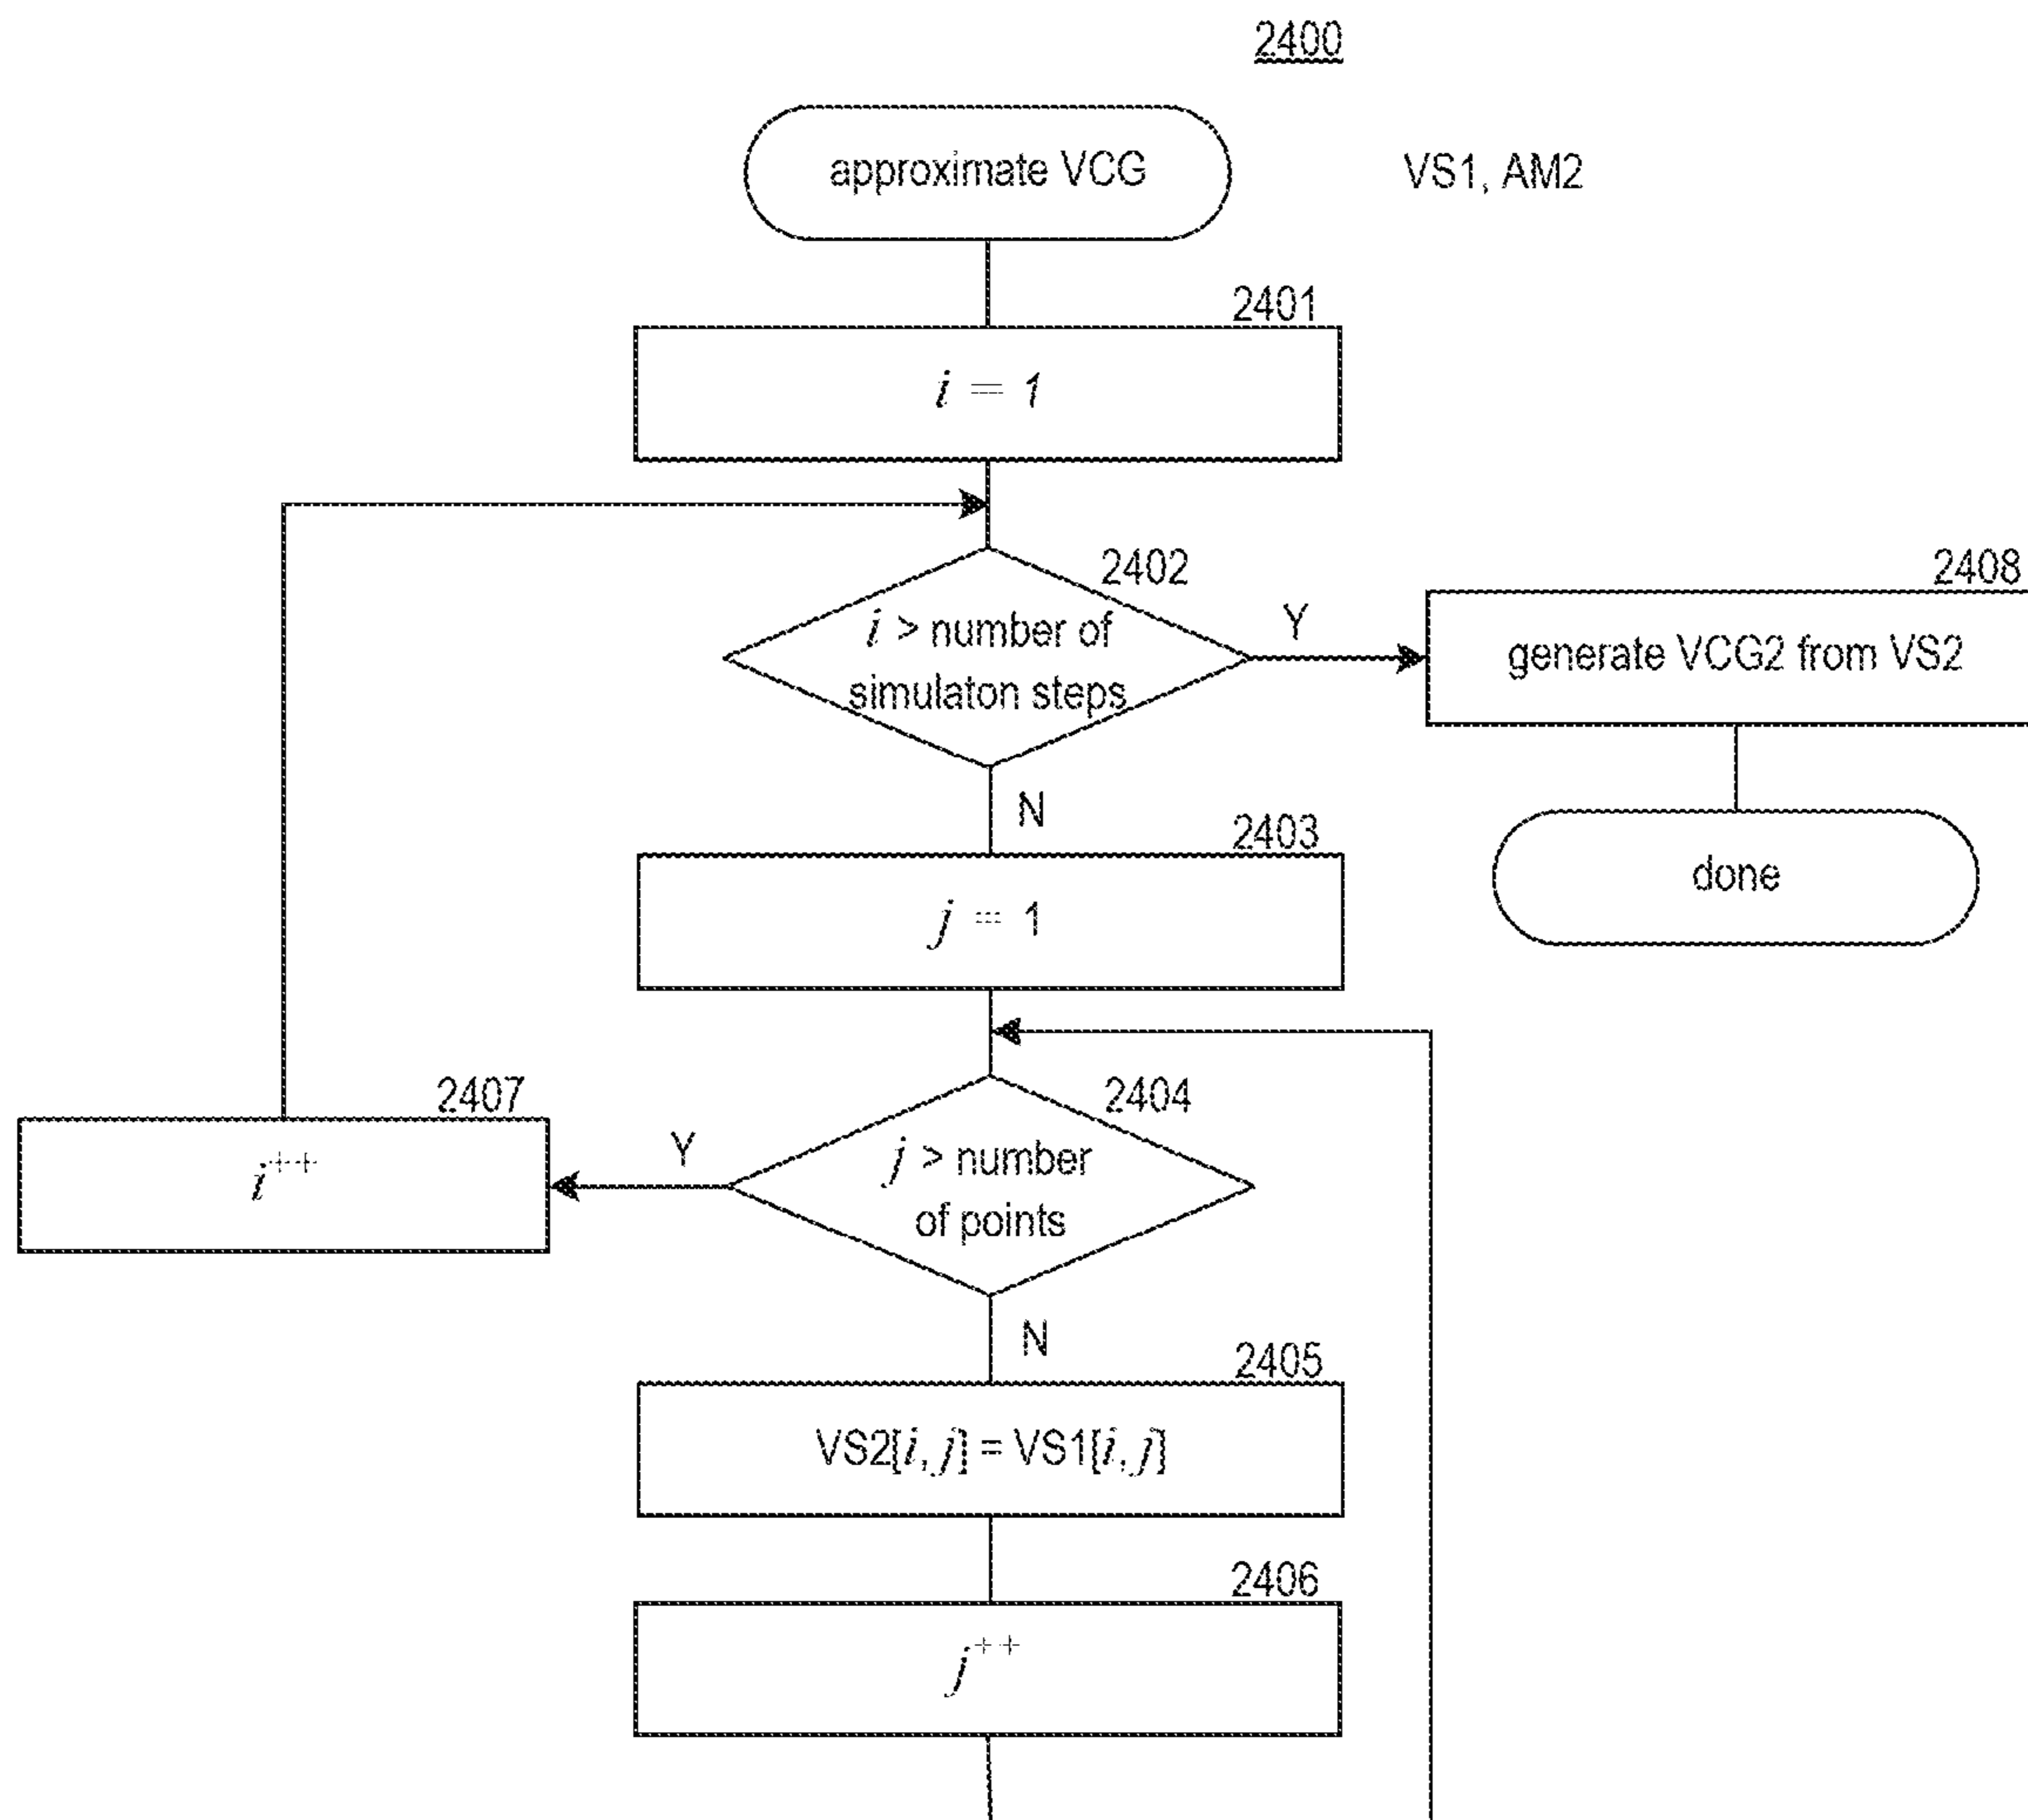 2400
approximate VCG
VS1, AM2
2401
i = 1
2402
i > number of
simulaton steps
Y
2408
generate VCG2 from VS2
N
2403
j = 1
done
2407
i++
Y
2404
j > number
of points
N
2405
VS2[i, j] = VS1[i, j]
2406
j++